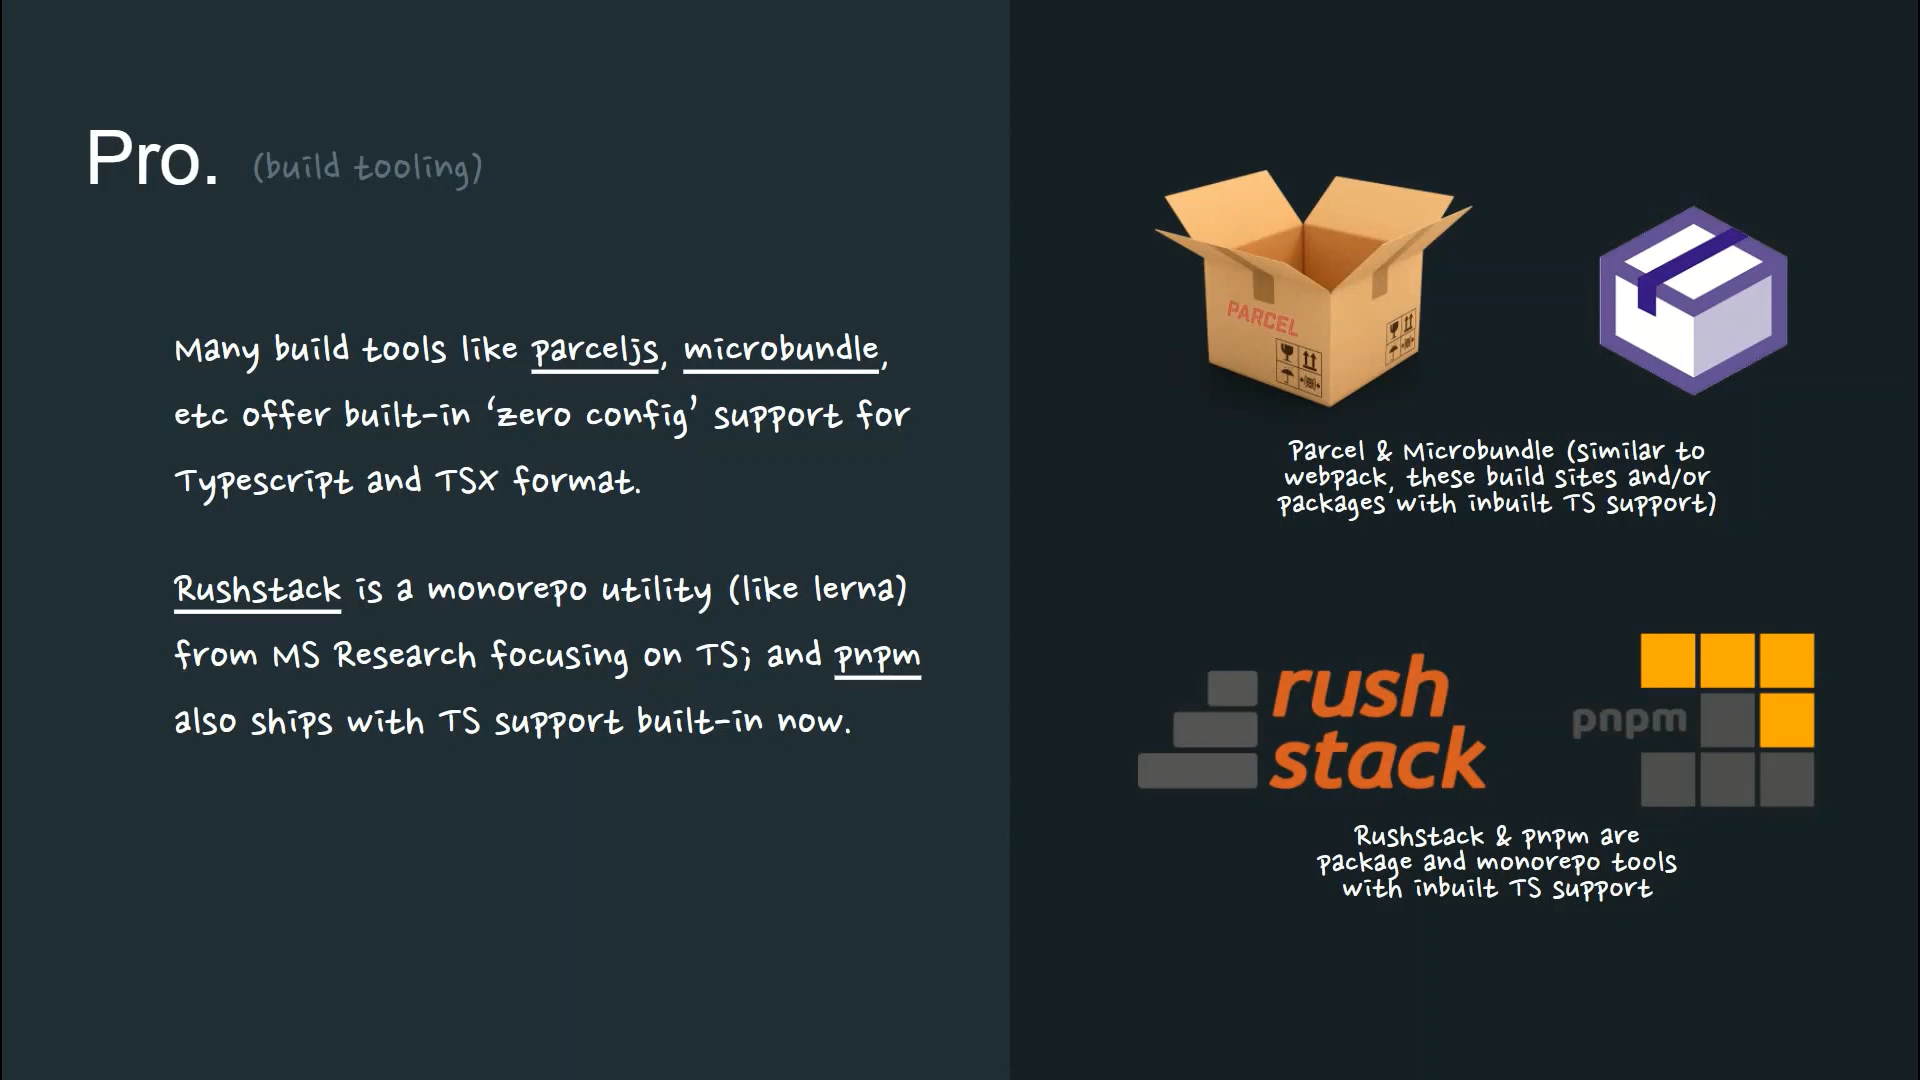 Pro. (build tooling)
Many build tools like parceljs, microbundle,
etc offer built-in ‘zero config’ support for
Typescript and TSX format.
Rushstack is a monorepo utility (like lerna)
from MS Research focusing on TS; and pnpm
also ships with TS support built-in now.
PARCEL
Parcel & Microbundle (similar to
webpack, these build sites and/or
packages with inbuilt TS support)
rush
stack
pnpm
Rushstack & pnpm are
package and monorepo tools
with inbuilt TS support